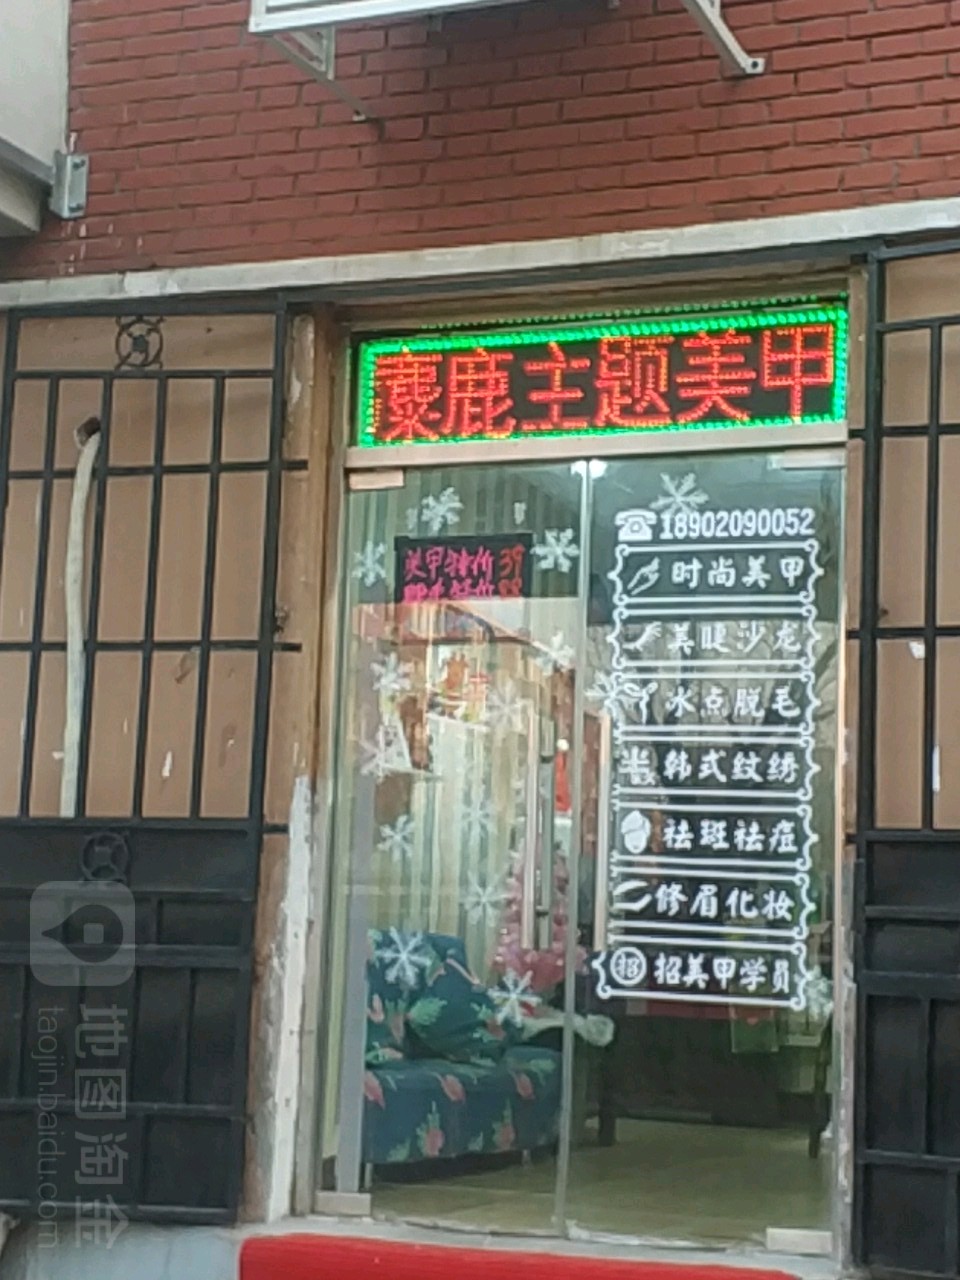 麋鹿主题美甲
18902090052
美甲特价 39
时尚美甲
美睫沙龙
冰点脱毛
韩式纹绣
祛斑祛痘
修眉化妆
招 招美甲学员
地图淘金
taojin.baidu.com